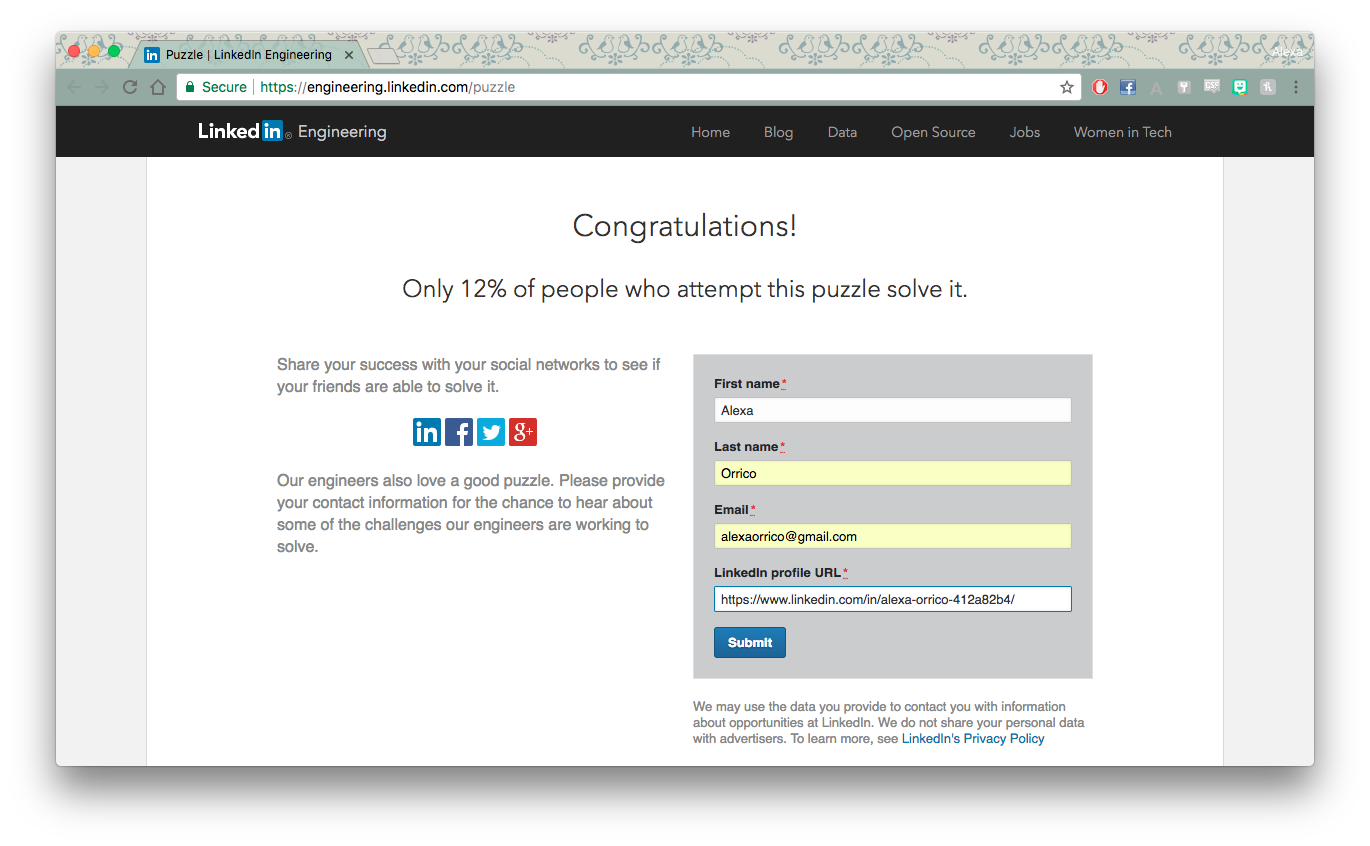 Puzzle | LinkedIn Engineering
Alexa
Secure
https://engineering.linkedin.com/puzzle
Linked in® Engineering
Home
Blog
Data
Open Source
Jobs
Women in Tech
Congratulations!
Only 12% of people who attempt this puzzle solve it.
Share your success with your social networks to see if
your friends are able to solve it.
in f g+
Our engineers also love a good puzzle. Please provide
your contact information for the chance to hear about
some of the challenges our engineers are working to
solve.
First name*
Alexa
Last name*
Orrico
Email*
alexaorrico@gmail.com
LinkedIn profile URL*
https://www.linkedin.com/in/alexa-orrico-412a82b4/
Submit
We may use the data you provide to contact you with information
about opportunities at LinkedIn. We do not share your personal data
with advertisers. To learn more, see LinkedIn's Privacy Policy